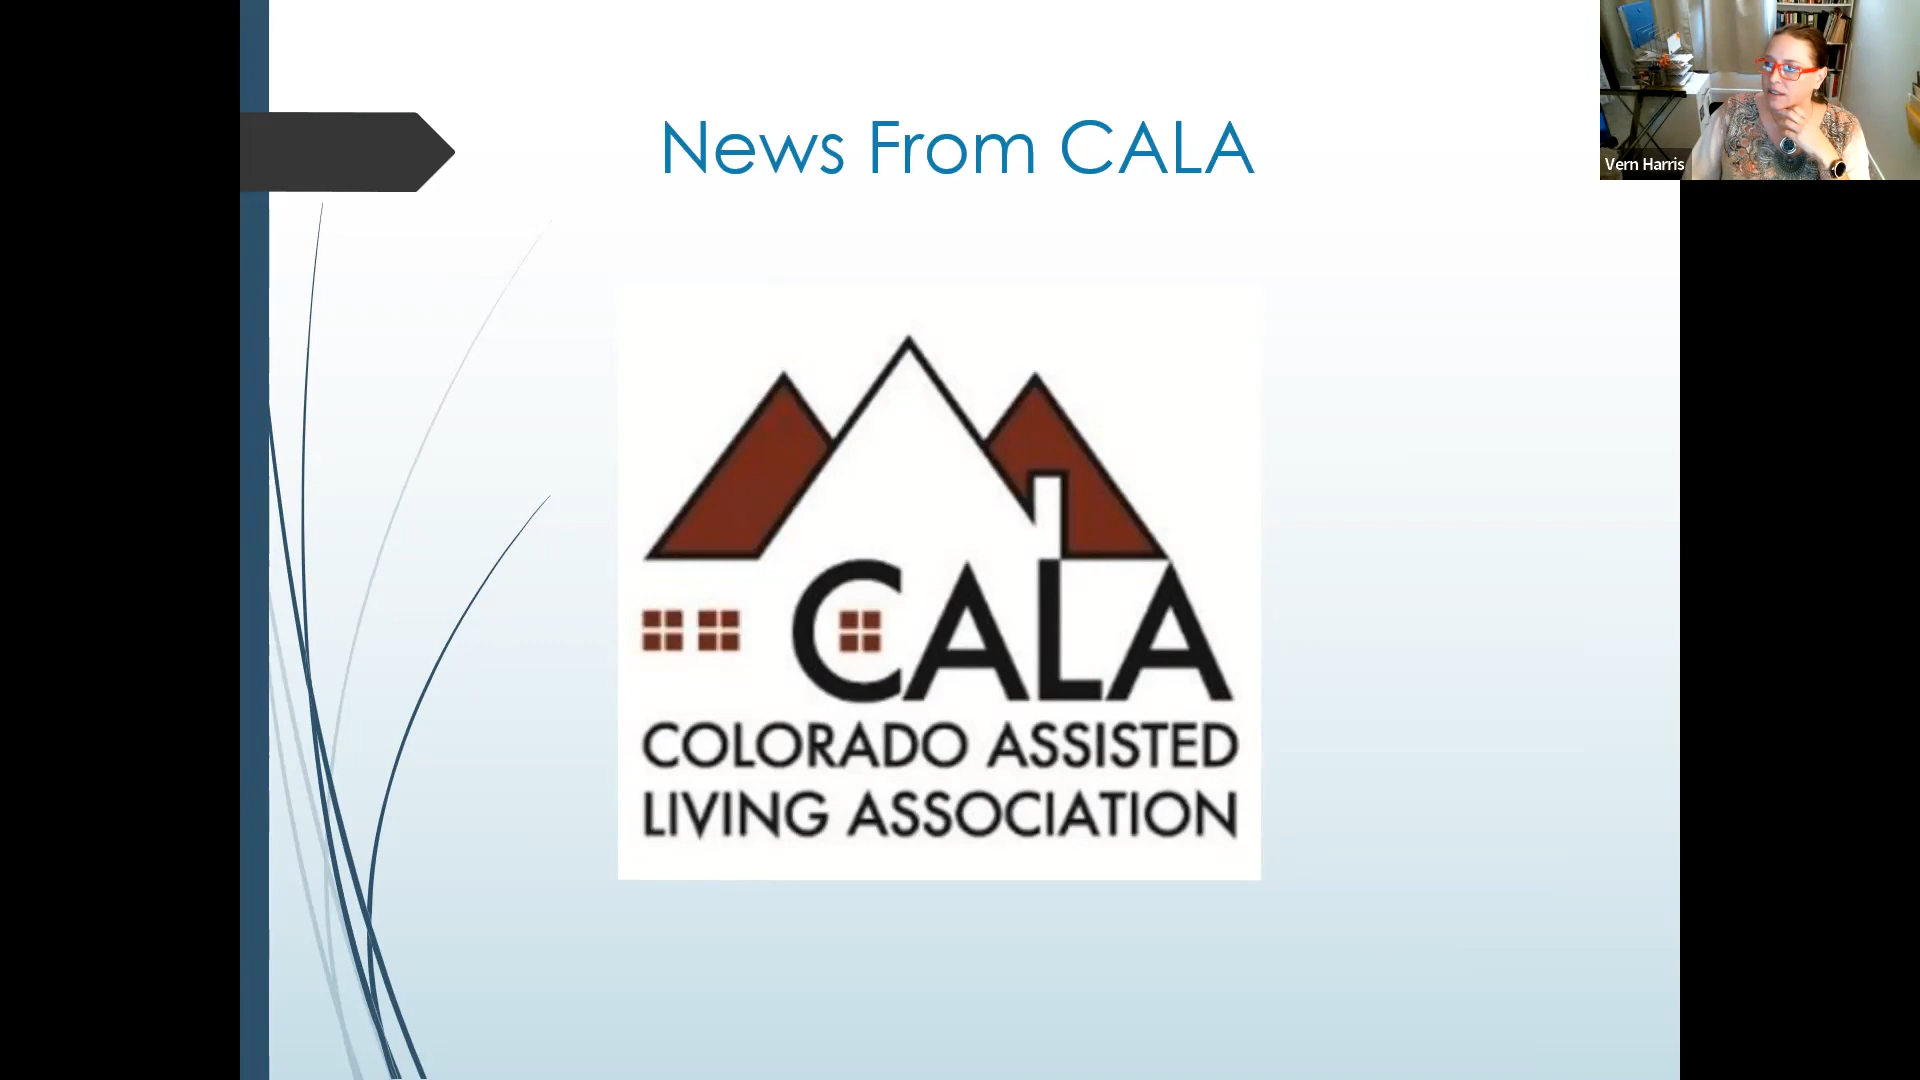 News From CALA
Vern Harris
CALA
COLORADO ASSISTED
LIVING ASSOCIATION